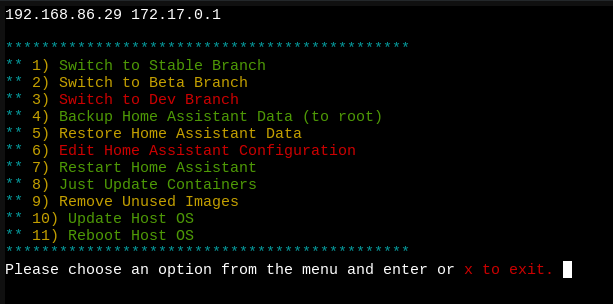 192.168.86.29 172.17.0.1
*********************************************
** 1) Switch to Stable Branch
** 2) Switch to Beta Branch
** 3) Switch to Dev Branch
** 4) Backup Home Assistant Data (to root)
** 5) Restore Home Assistant Data
** 6) Edit Home Assistant Configuration
** 7) Restart Home Assistant
** 8) Just Update Containers
** 9) Remove Unused Images
** 10) Update Host OS
** 11) Reboot Host OS
*********************************************
Please choose an option from the menu and enter or x to exit.